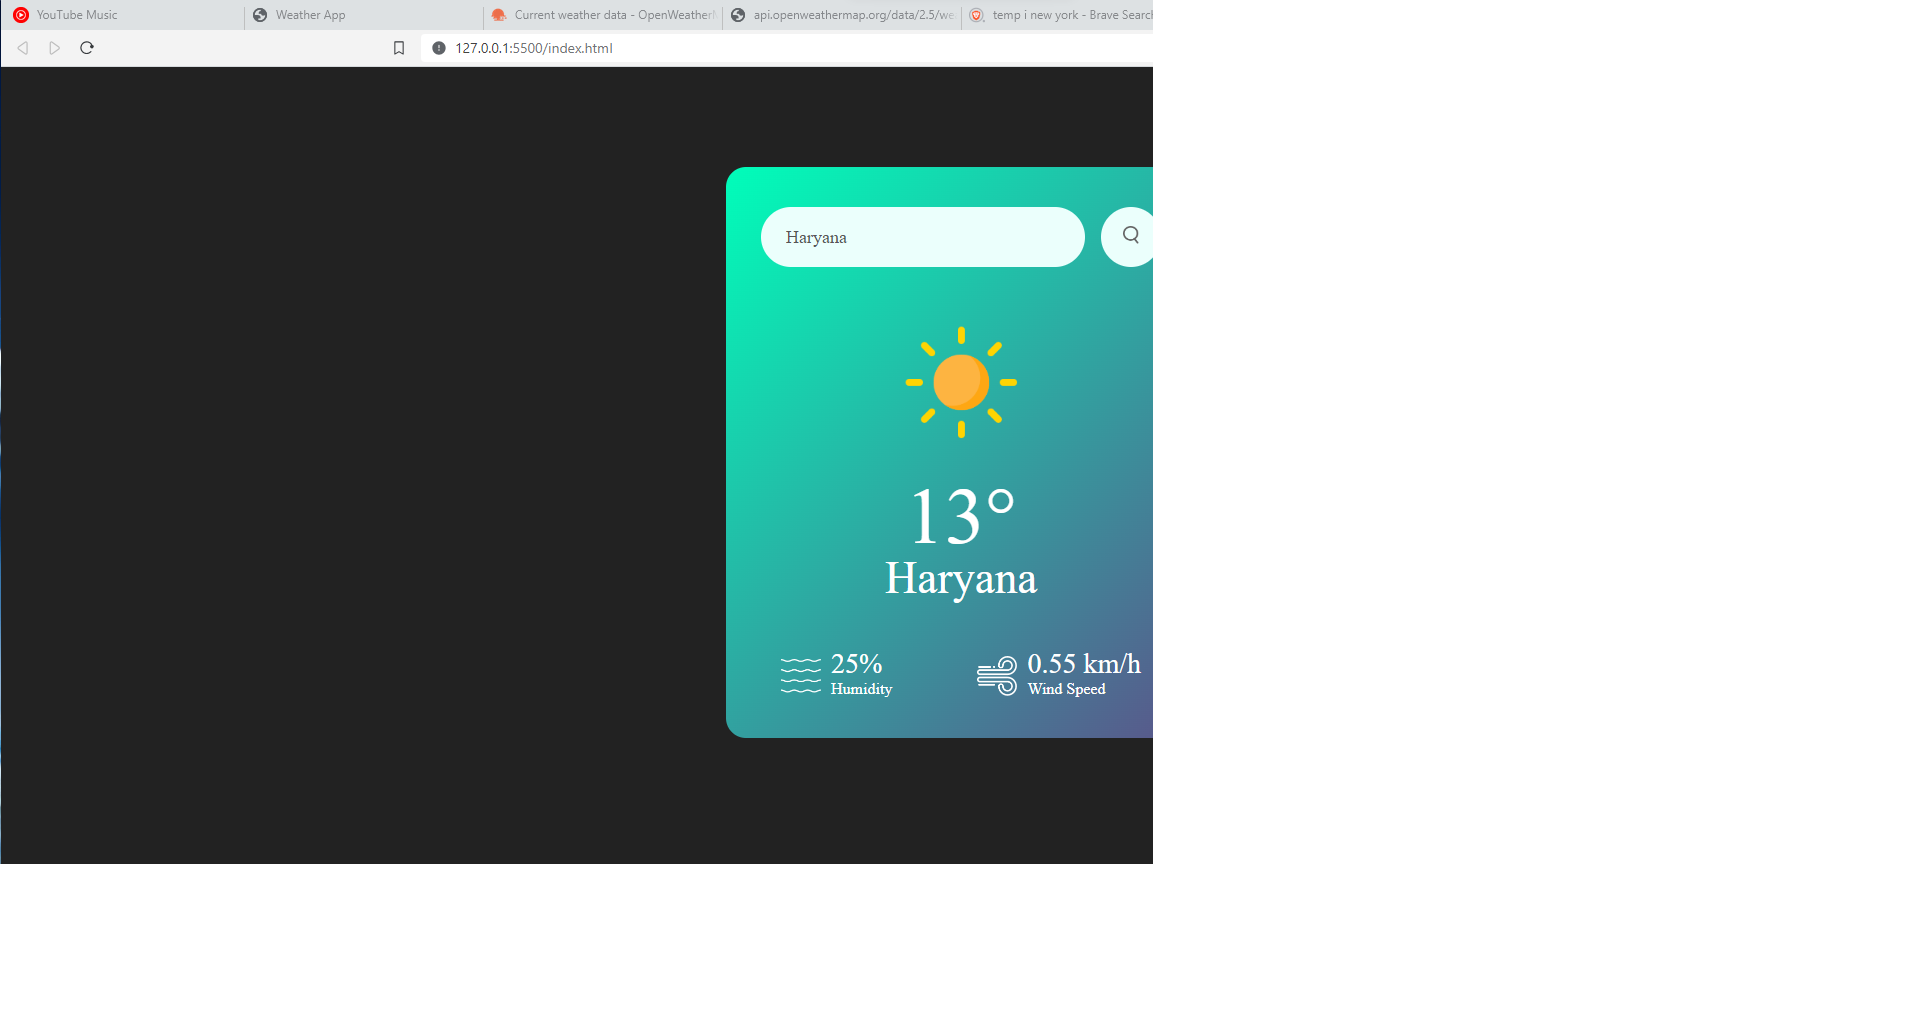 YouTube Music
Weather App
Current weather data - OpenWeather
api.openweathermap.org/data/2.5/we
temp i new york - Brave Searc
127.0.0.1:5500/index.html
Haryana
13°
Haryana
25%
Humidity
0.55 km/h
Wind Speed